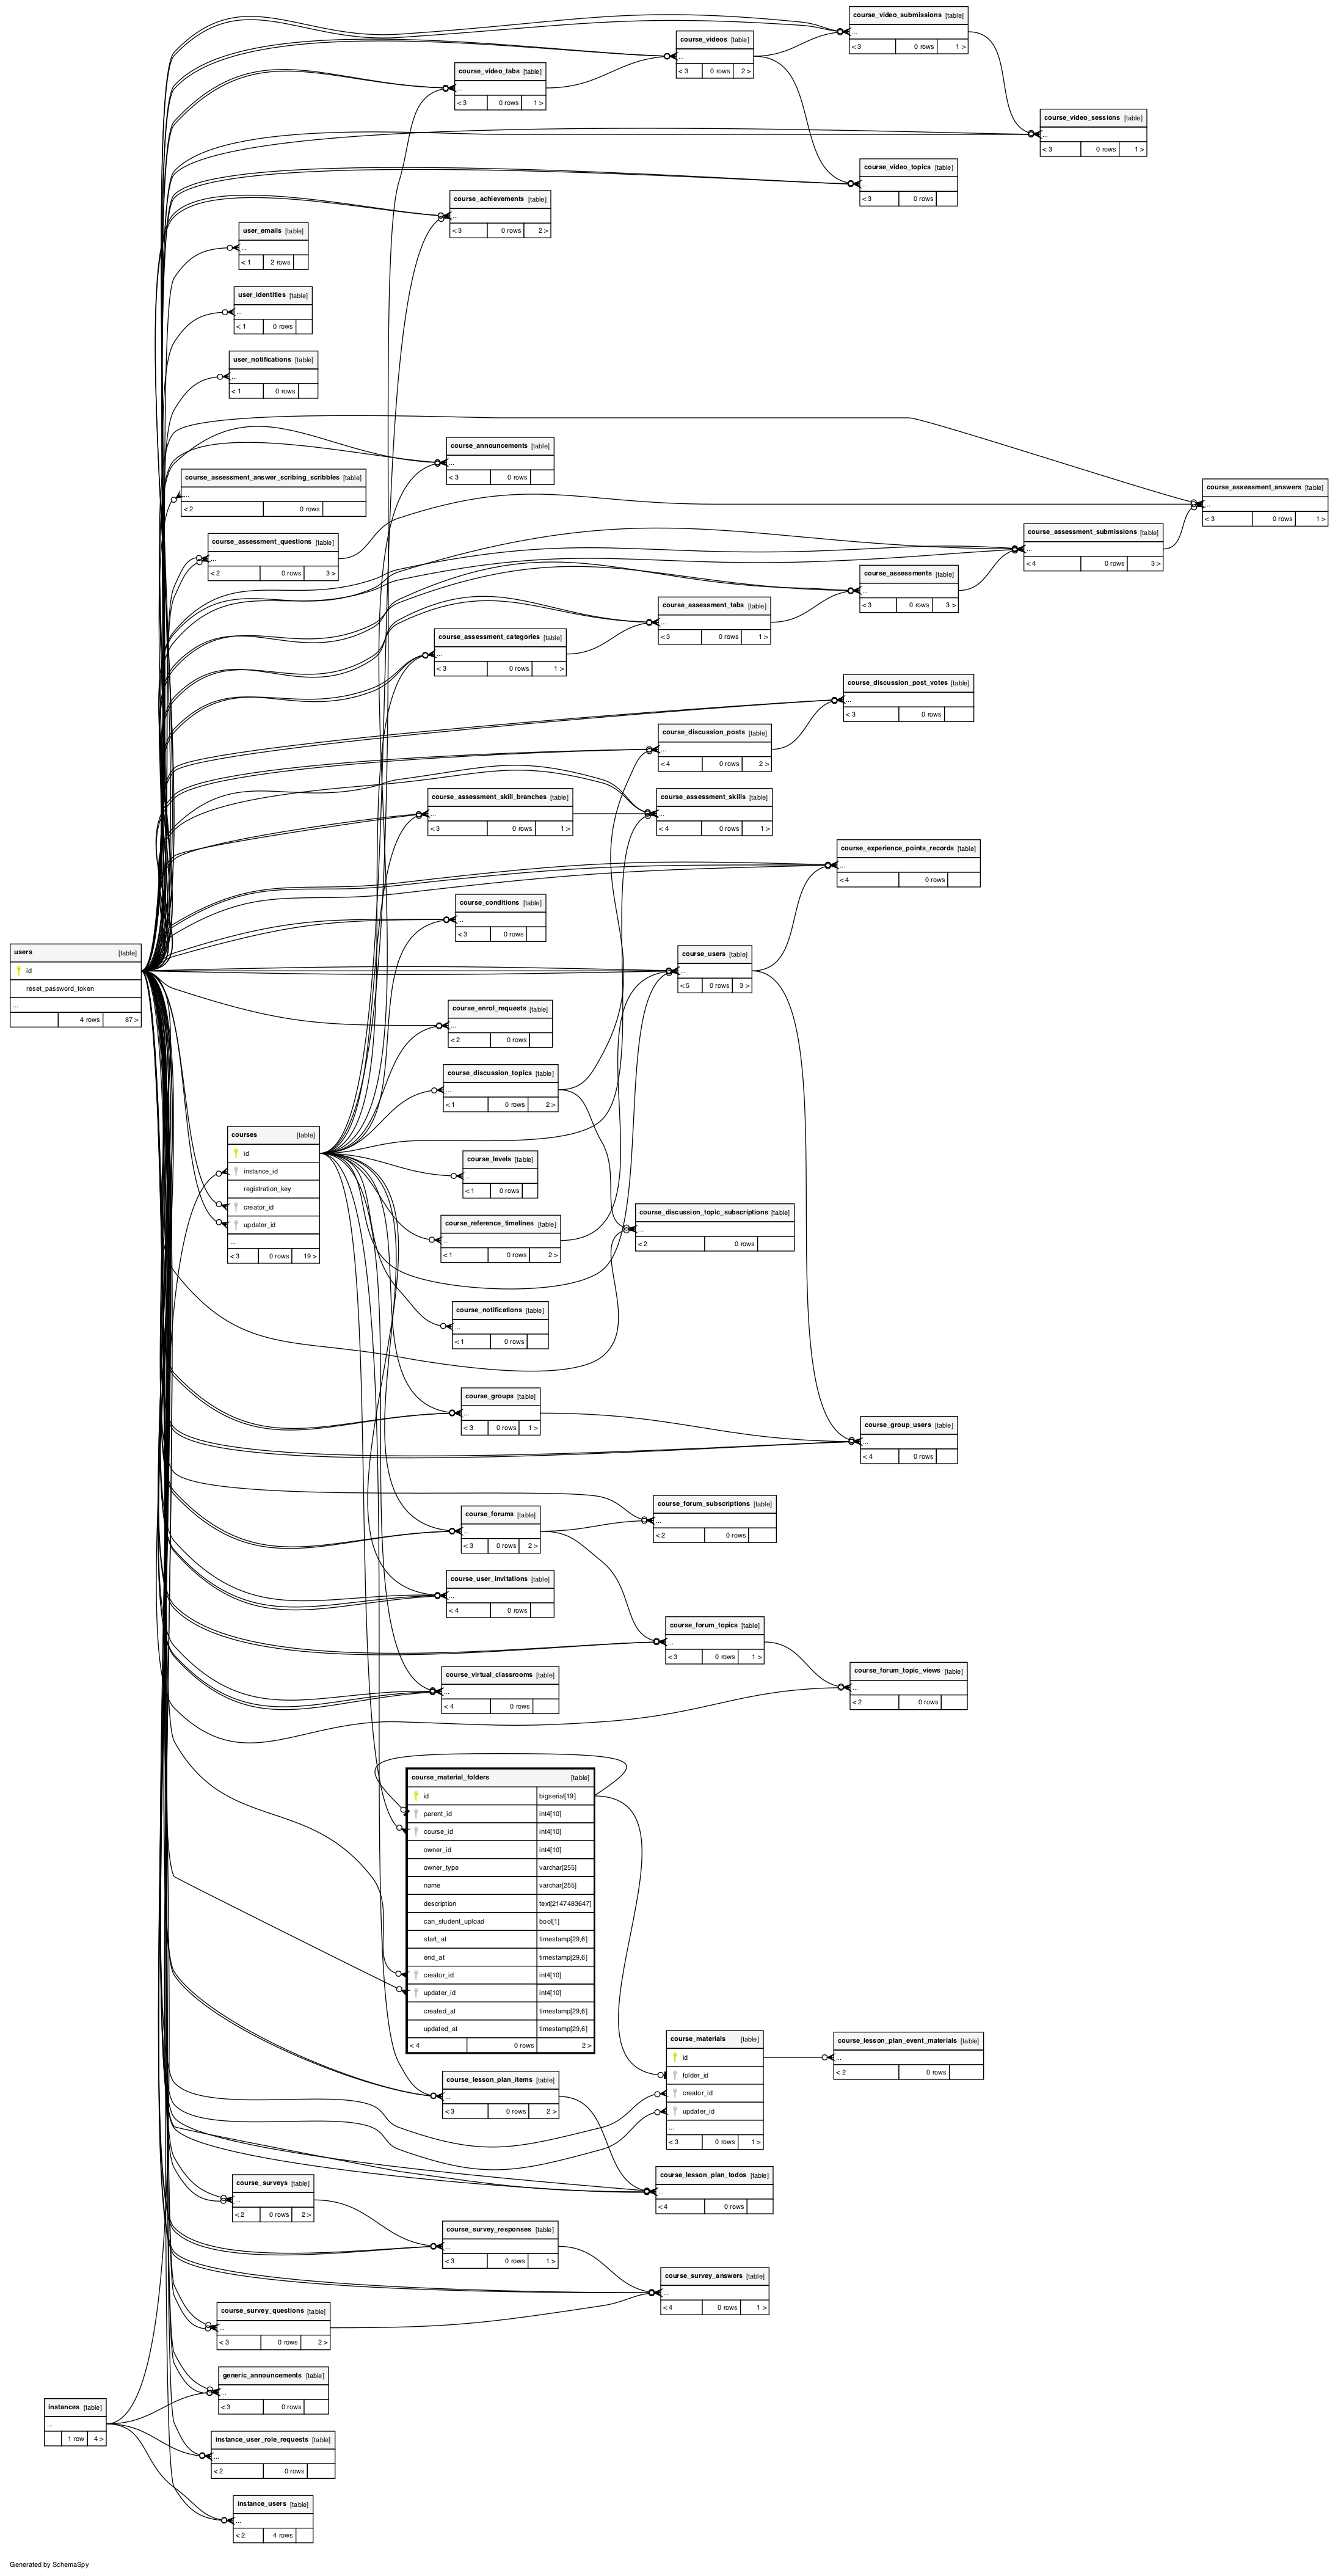 course_video_submissions [table]
...
< 3 0 rows 1 >
course_videos [table]
...
< 3 0 rows 2 >
course_video_tabs [table]
...
< 3 0 rows 1 >
course_video_sessions [table]
...
< 3 0 rows 1 >
course_video_topics [table]
...
< 3 0 rows
course_achievements [table]
...
< 3 0 rows 2 >
user_emails [table]
...
< 1 2 rows
user_identities [table]
...
< 1 0 rows
user_notifications [table]
...
< 1 0 rows
course_announcements [table]
...
< 3 0 rows
course_assessment_answer_scribing_scribbles [table]
...
< 2 0 rows
course_assessment_answers [table]
...
< 3 0 rows 1 >
course_assessment_submissions [table]
...
< 4 0 rows 3 >
course_assessment_questions [table]
...
< 2 0 rows 3 >
course_assessments [table]
...
< 3 0 rows 3 >
course_assessment_tabs [table]
...
< 3 0 rows 1 >
course_assessment_categories [table]
...
< 3 0 rows 1 >
course_discussion_post_votes [table]
...
< 3 0 rows
course_discussion_posts [table]
...
< 4 0 rows 2 >
course_assessment_skill_branches [table]
...
< 3 0 rows 1 >
course_assessment_skills [table]
...
< 4 0 rows 1 >
course_experience_points_records [table]
...
< 4 0 rows
course_conditions [table]
...
< 3 0 rows
users [table]
id
reset_password_token
...
4 rows 87 >
course_users [table]
...
< 5 0 rows 3 >
course_enrol_requests [table]
...
< 2 0 rows
course_discussion_topics [table]
...
< 1 0 rows 2 >
courses [table]
id
instance_id
registration_key
creator_id
updater_id
...
< 3 0 rows 19 >
course_levels [table]
...
< 1 0 rows
course_discussion_topic_subscriptions [table]
...
< 2 0 rows
course_reference_timelines [table]
...
< 1 0 rows 2 >
course_notifications [table]
...
< 1 0 rows
course_groups [table]
...
< 3 0 rows 1 >
course_group_users [table]
...
< 4 0 rows
course_forum_subscriptions [table]
...
< 2 0 rows
course_forums [table]
...
< 3 0 rows 2 >
course_user_invitations [table]
...
< 4 0 rows
course_forum_topics [table]
...
< 3 0 rows 1 >
course_forum_topic_views [table]
...
< 2 0 rows
course_virtual_classrooms [table]
...
< 4 0 rows
course_material_folders [table]
id bigserial[19]
parent_id int4[10]
course_id int4[10]
owner_id int4[10]
owner_type varchar[255]
name varchar[255]
description text[2147483647]
can_student_upload bool[1]
start_at timestamp[29,6]
end_at timestamp[29,6]
creator_id int4[10]
updater_id int4[10]
created_at timestamp[29,6]
updated_at timestamp[29,6]
< 4 0 rows 2 >
course_materials [table]
id
folder_id
creator_id
updater_id
...
< 3 0 rows 1 >
course_lesson_plan_event_materials [table]
...
< 2 0 rows
course_lesson_plan_items [table]
...
< 3 0 rows 2 >
course_lesson_plan_todos [table]
...
< 4 0 rows
course_surveys [table]
...
< 2 0 rows 2 >
course_survey_responses [table]
...
< 3 0 rows 1 >
course_survey_answers [table]
...
< 4 0 rows 1 >
course_survey_questions [table]
...
< 3 0 rows 2 >
generic_announcements [table]
...
< 3 0 rows
instances [table]
...
1 row 4 >
instance_user_role_requests [table]
...
< 2 0 rows
instance_users [table]
...
< 2 4 rows
Generated by SchemaSpy